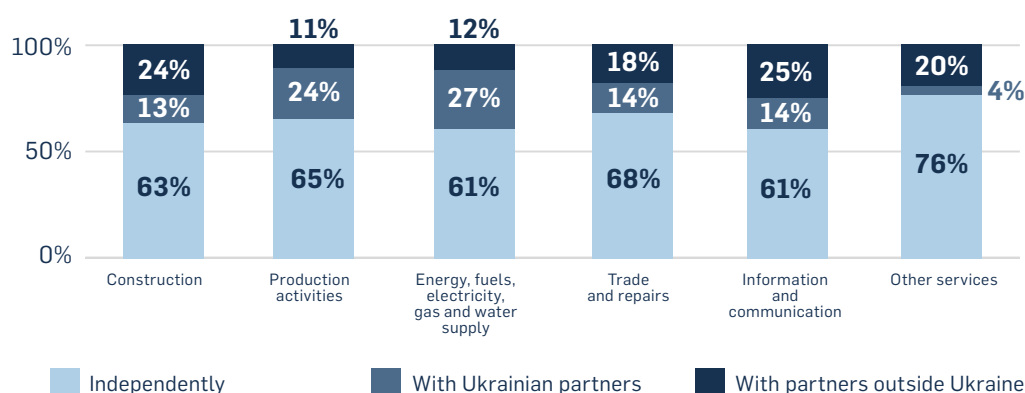 11%
12%
100%
24%
13%
63%
24%
65%
27%
61%
18%
14%
68%
25%
14%
61%
20%
4%
76%
50%
0%
Construction
Production
activities
Energy, fuels,
electricity,
gas and water
supply
Trade
and repairs
Information
and
communication
Other services
Independently
With Ukrainian partners
With partners outside Ukraine